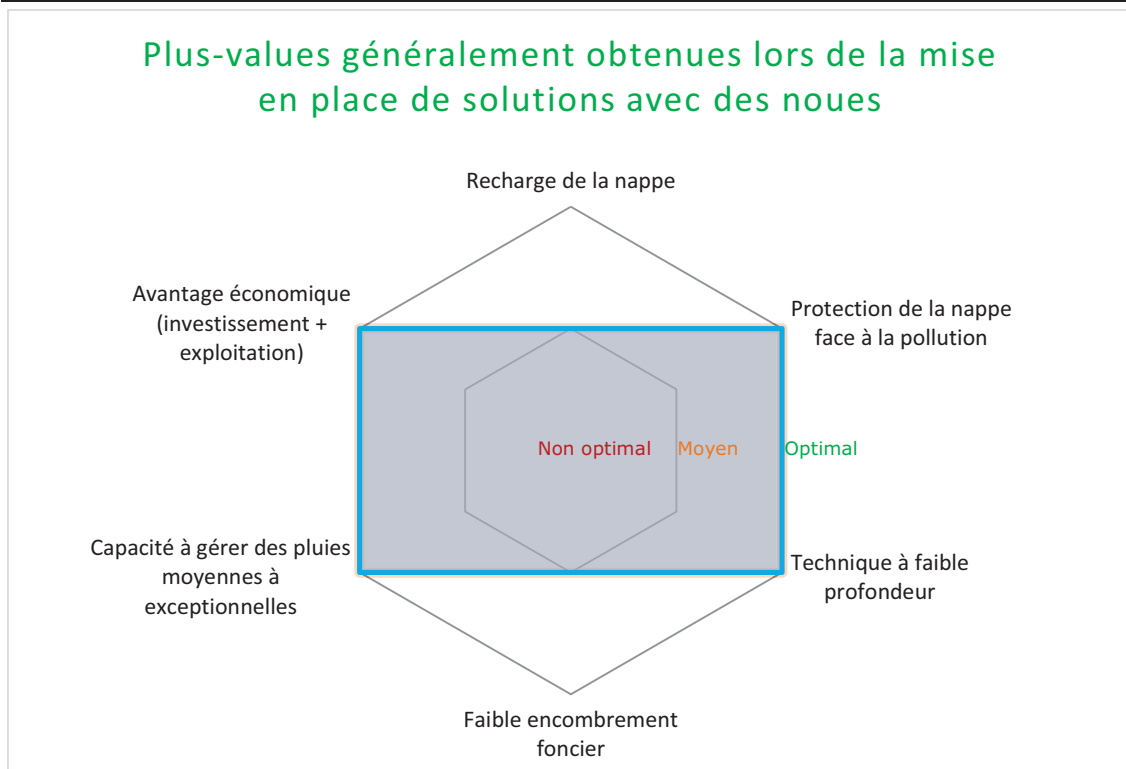 Plus-values généralement obtenues lors de la mise
en place de solutions avec des noues
Recharge de la nappe
Avantage économique
(investissement +
exploitation)
Protection de la nappe
face à la pollution
Non optimal
Moyen
Optimal
Capacité à gérer des pluies
moyennes à
exceptionnelles
Technique à faible
profondeur
Faible encombrement
foncier